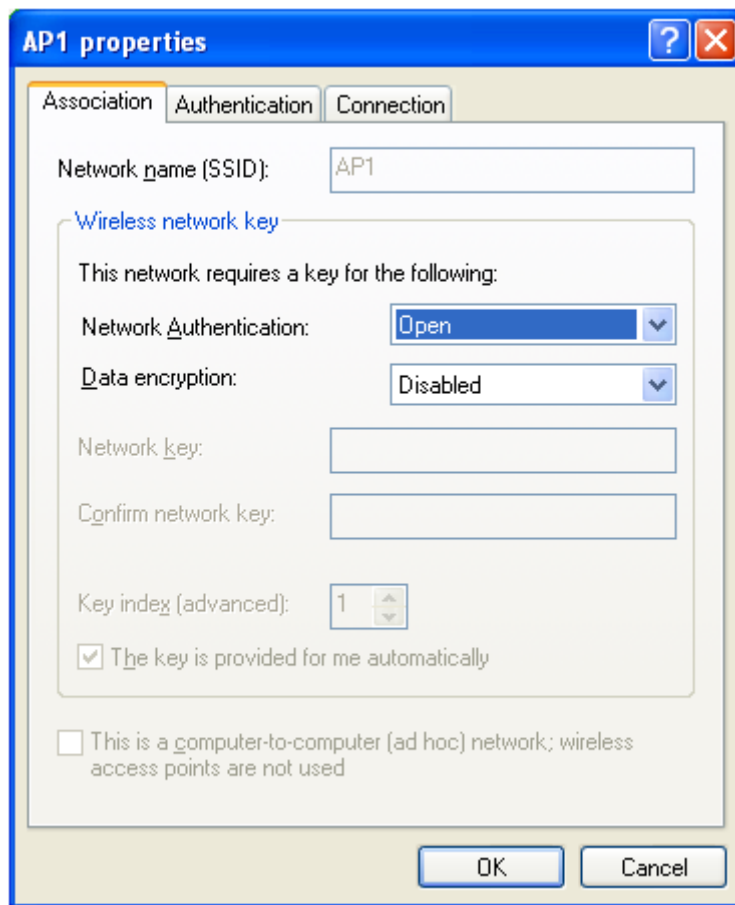 AP1 properties
Association Authentication Connection
Network name (SSID): AP1
Wireless network key
This network requires a key for the following:
Network Authentication: Open
Data encryption: Disabled
Network key:
Confirm network key:
Key index (advanced): 1
The key is provided for me automatically
This is a computer-to-computer (ad hoc) network; wireless
access points are not used
OK Cancel